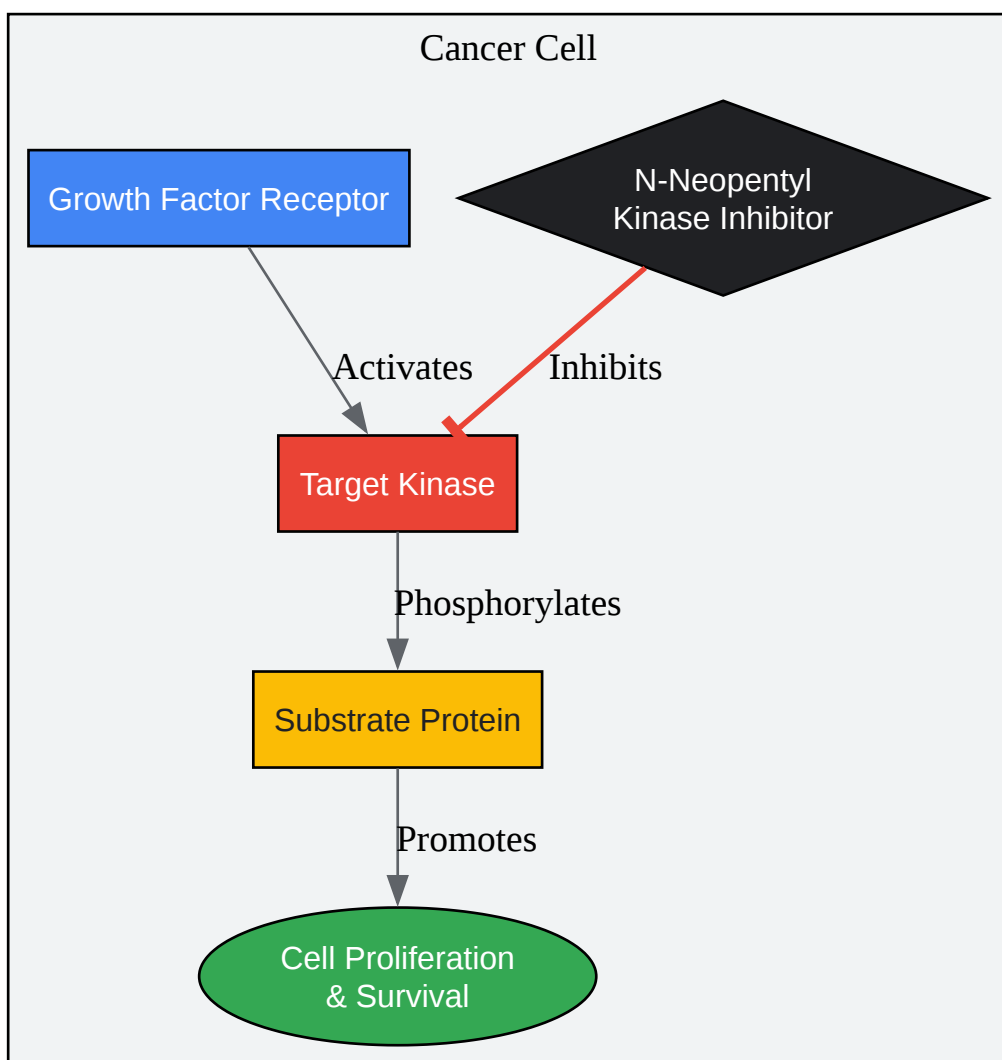 Cancer Cell
Growth Factor Receptor
N-Neopentyl
Kinase Inhibitor
Activates
Inhibits
Target Kinase
Phosphorylates
Substrate Protein
Promotes
Cell Proliferation
& Survival